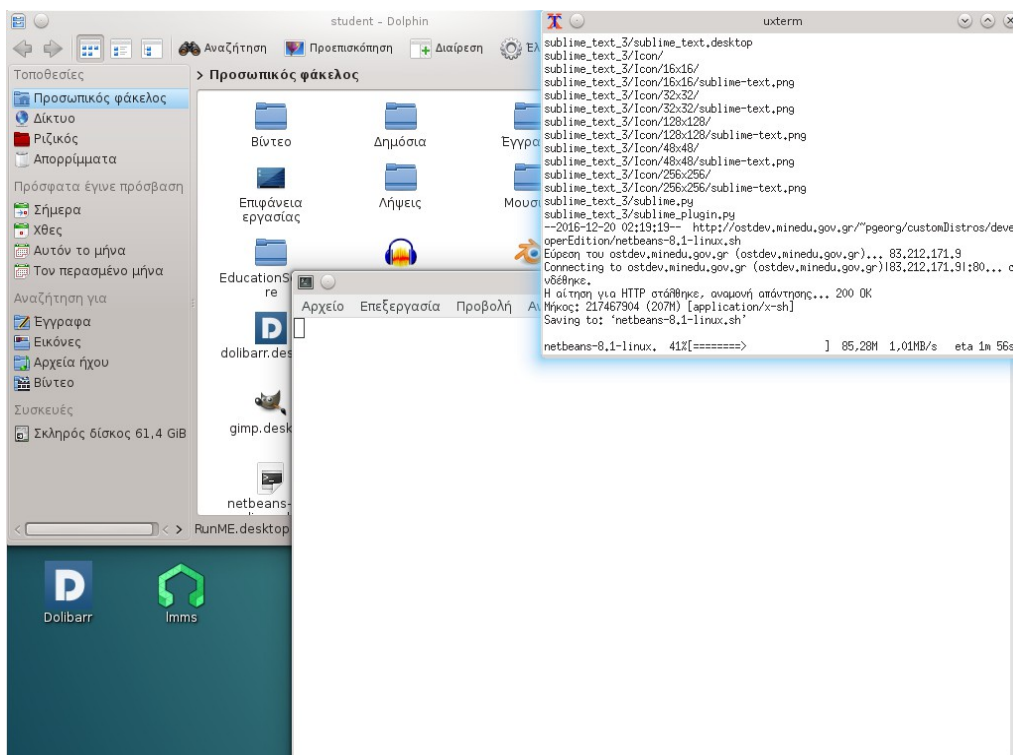 student – Dolphin
Αναζήτηση Προεπισκόπηση Διαίρεση
Τοποθεσίες
Προσωπικός φάκελος
Δίκτυο
Ριζικός
Απορρίμματα
Πρόσφατα έγινε πρόσβαση
Σήμερα
Χθες
Αυτόν το μήνα
Τον περασμένο μήνα
Αναζήτηση για
Έγγραφα
Εικόνες
Αρχεία ήχου
Βίντεο
Συσκευές
Σκληρός δίσκος 61,4 GiB
> Προσωπικός φάκελος
Βίντεο Δημόσια Έγγρα
Επιφάνεια εργασίας
Λήψεις Μουσι
EducationS
re
dolibarr.des
gimp.desk
netbeans-
RunME.desktop
Αρχείο Επεξεργασία Προβολή
uxterm
sublime_text_3/sublime_text.desktop
sublime_text_3/Icon/
sublime_text_3/Icon/16x16/
sublime_text_3/Icon/16x16/sublime-text.png
sublime_text_3/Icon/32x32/
sublime_text_3/Icon/32x32/sublime-text.png
sublime_text_3/Icon/128x128/
sublime_text_3/Icon/128x128/sublime-text.png
sublime_text_3/Icon/48x48/
sublime_text_3/Icon/48x48/sublime-text.png
sublime_text_3/Icon/256x256/
sublime_text_3/Icon/256x256/sublime-text.png
sublime_text_3/sublime.py
sublime_text_3/sublime_plugin.py
--2016-12-20 02:19:19-- http://ostdev.minedu.gov.gr/~pgeorg/customDistros/deve
operEdition/netbeans-8.1-linux.sh
Εύρεση του ostdev.minedu.gov.gr (ostdev.minedu.gov.gr)... 83.212.171.9
Connecting to ostdev.minedu.gov.gr (ostdev.minedu.gov.gr)|83.212.171.9|:80... σ
νδέθηκε.
Η αίτηση για HTTP στάθηκε, αναμονή απάντησης... 200 OK
Μήκος: 217467904 (207M) [application/x-sh]
Saving to: ‘netbeans-8.1-linux.sh’
netbeans-8.1-linux. 41%[========> ] 85,28M 1,01MB/s eta 1m 56s
Dolibarr lmms